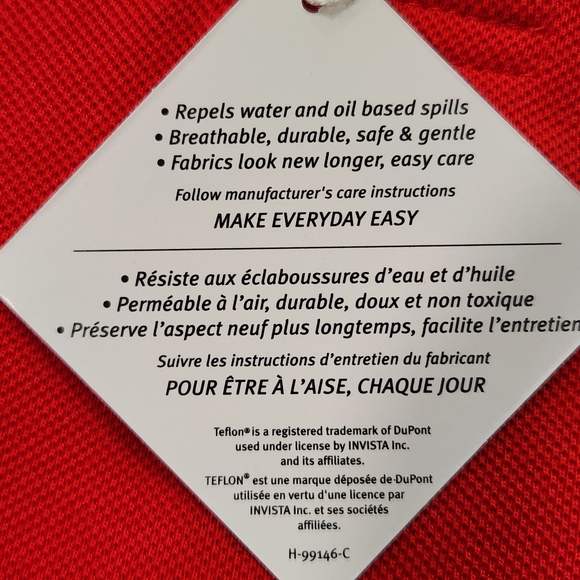 • Repels water and oil based spills
• Breathable, durable, safe & gentle
• Fabrics look new longer, easy care
Follow manufacturer's care instructions
MAKE EVERYDAY EASY
• Résiste aux éclaboussures d'eau et d'huile
• Perméable à l'air, durable, doux et non toxique
• Préserve l'aspect neuf plus longtemps, facilite l'entretien
Suivre les instructions d'entretien du fabricant
POUR ÊTRE À L'AISE, CHAQUE JOUR
Teflon® is a registered trademark of DuPont
used under license by INVISTA Inc.
and its affiliates.
TEFLON® est une marque déposée de DuPont
utilisée en vertu d'une licence par
INVISTA Inc. et ses sociétés
affiliées.
H-99146-C